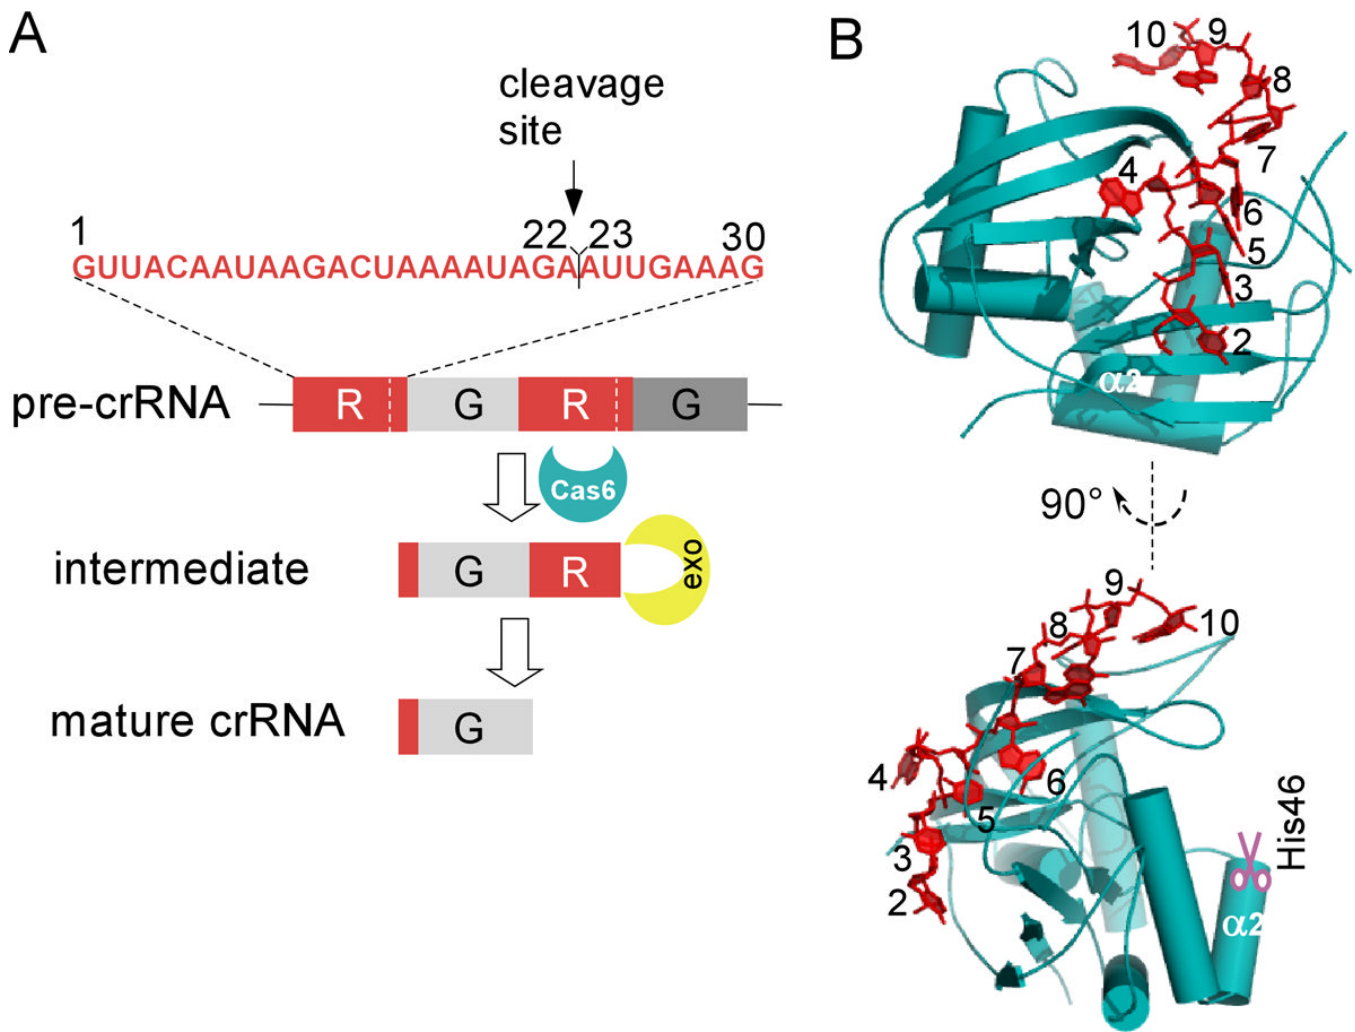 A
cleavage
site
1
22
23
30
GUUACAAUAAGACUAAAAUAGAAUUGAAAG
pre-crRNA
R
G
R
G
Cas6
intermediate
G
R
exo
mature crRNA
G
B
10
9
8
7
4
6
5
3
2
α2
90°
9
10
8
7
4
6
5
3
2
His46
α2